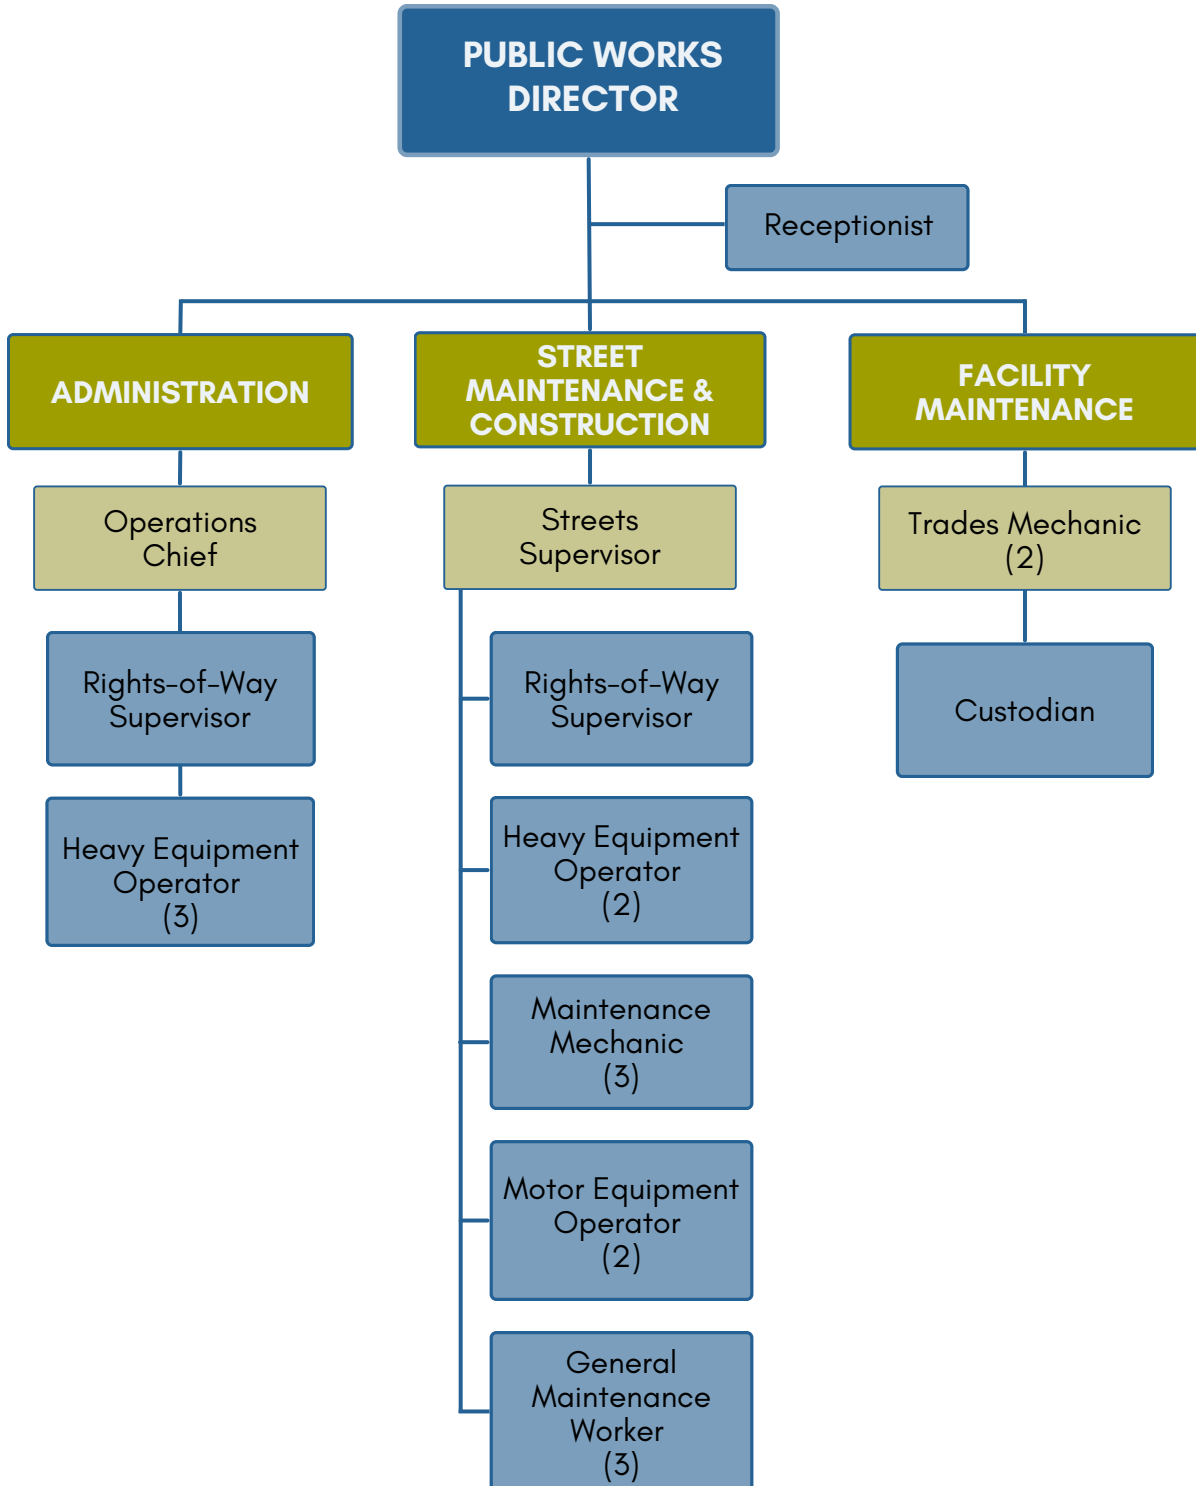 PUBLIC WORKS
DIRECTOR
Receptionist
ADMINISTRATION
Operations
Chief
Rights-of-Way
Supervisor
Heavy Equipment
Operator
(3)
STREET
MAINTENANCE &
CONSTRUCTION
Streets
Supervisor
Rights-of-Way
Supervisor
Heavy Equipment
Operator
(2)
Maintenance
Mechanic
(3)
Motor Equipment
Operator
(2)
General
Maintenance
Worker
(3)
FACILITY
MAINTENANCE
Trades Mechanic
(2)
Custodian